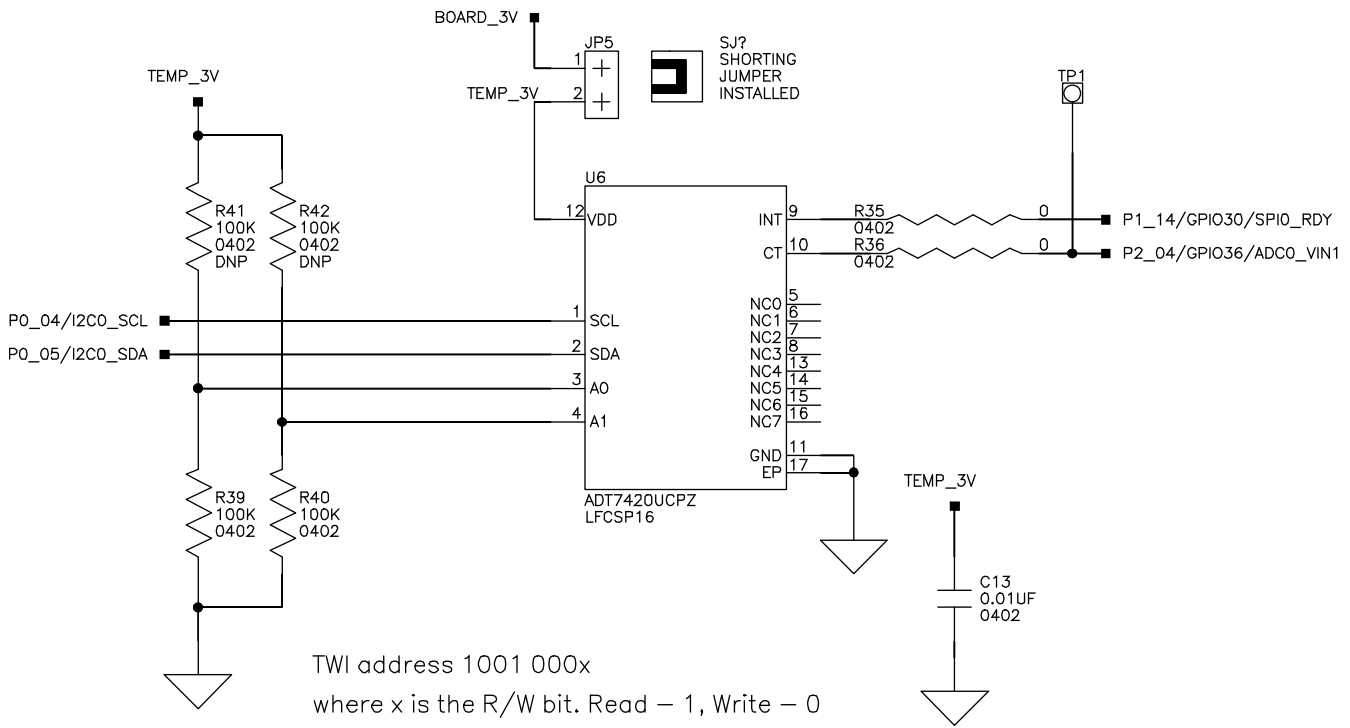 BOARD_3V
JP5
1
2
TEMP_3V
SJ?
SHORTING
JUMPER
INSTALLED
TEMP_3V
TP1
R41
100K
0402
DNP
R42
100K
0402
DNP
U6
12 VDD
INT 9
CT 10
R35
0402
0
R36
0402
0
P1_14/GPIO30/SPI0_RDY
P2_04/GPIO36/ADC0_VIN1
P0_04/I2C0_SCL
P0_05/I2C0_SDA
1 SCL
2 SDA
3 A0
4 A1
NC0 5
NC1 6
NC2 7
NC3 8
NC4 13
NC5 14
NC6 15
NC7 16
GND 11
EP 17
ADT7420UCPZ
LFCSP16
R39
100K
0402
R40
100K
0402
TEMP_3V
C13
0.01UF
0402
TWI address 1001 000x
where x is the R/W bit. Read – 1, Write – 0